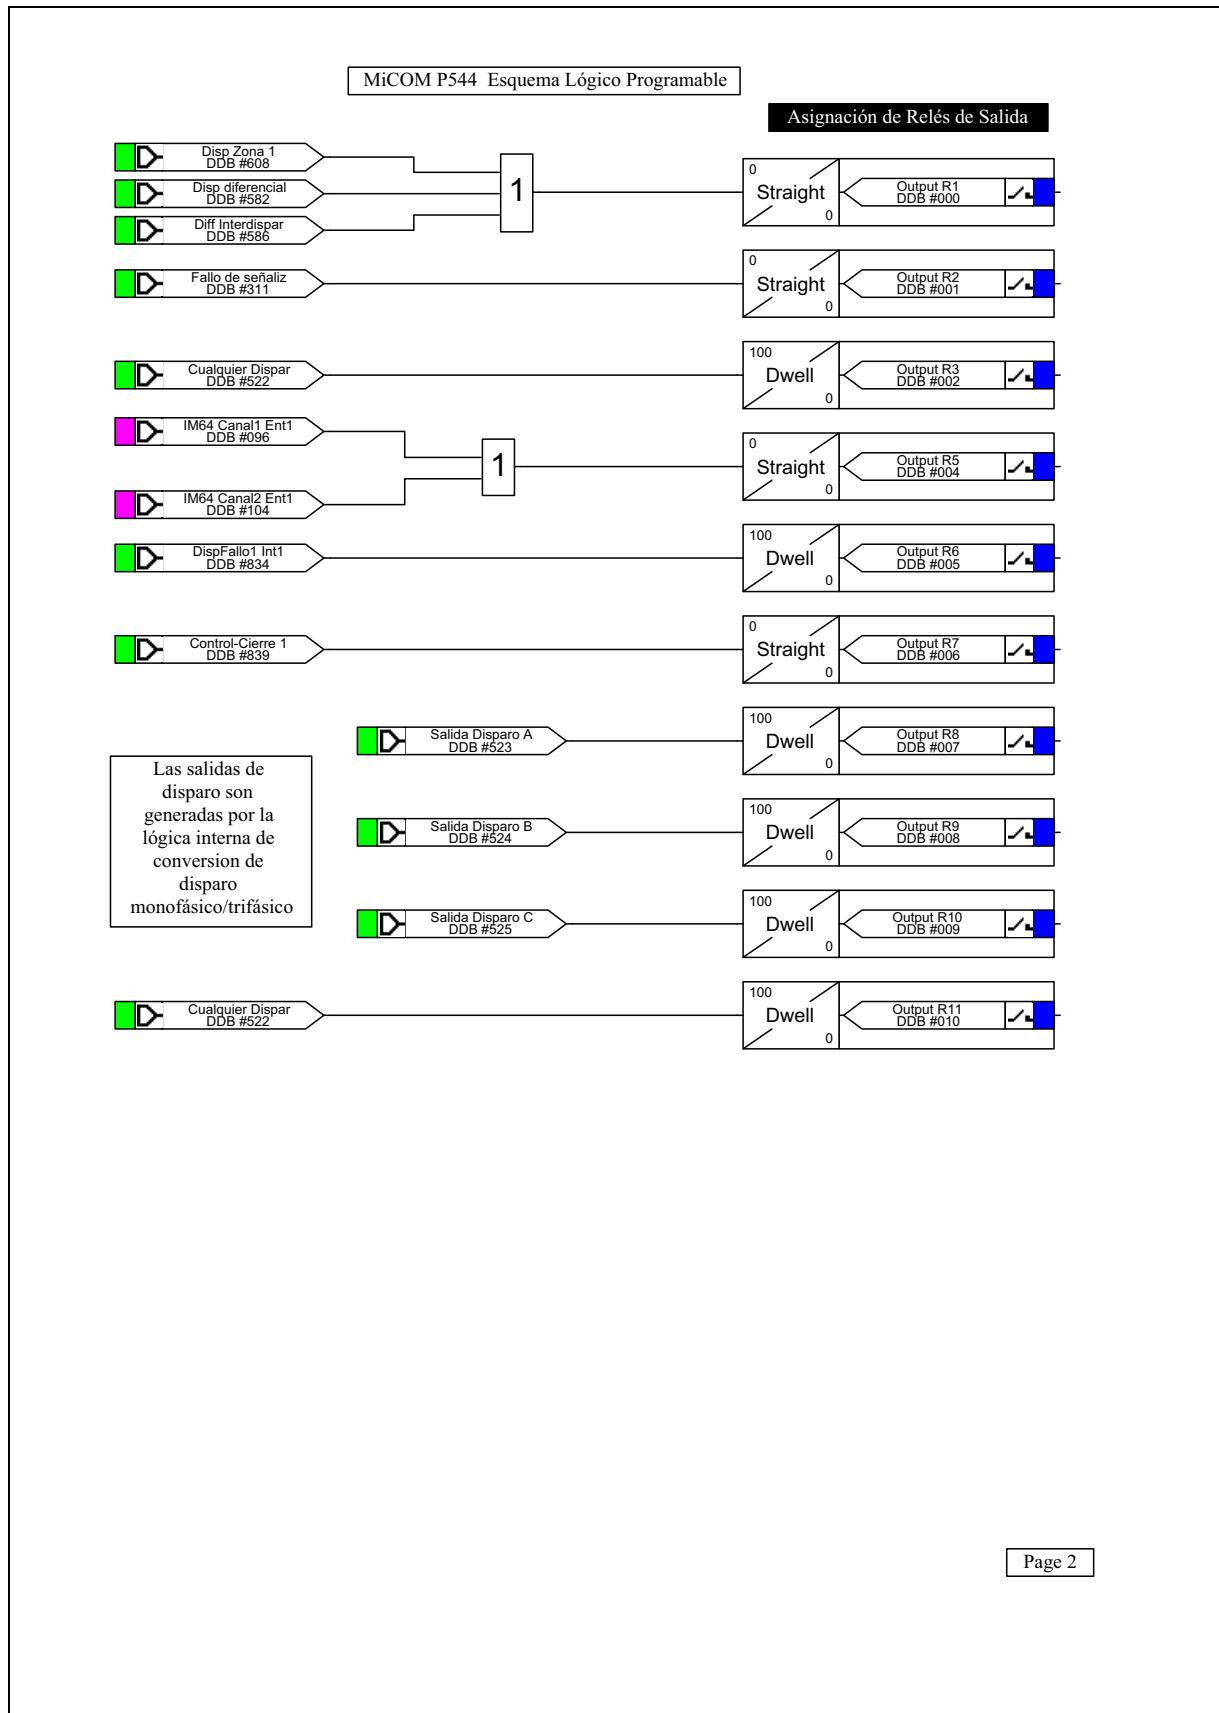 MiCOM P544 Esquema Lógico Programable
Asignación de Relés de Salida
Disp Zona 1
DDB #608
Disp diferencial
DDB #582
Diff Interdispar
DDB #586
1
0
Straight
0
Output R1
DDB #000
Fallo de señaliz
DDB #311
0
Straight
0
Output R2
DDB #001
Cualquier Dispar
DDB #522
100
Dwell
0
Output R3
DDB #002
IM64 Canal1 Ent1
DDB #096
IM64 Canal2 Ent1
DDB #104
1
0
Straight
0
Output R5
DDB #004
DispFallo1 Int1
DDB #834
100
Dwell
0
Output R6
DDB #005
Control-Cierre 1
DDB #839
0
Straight
0
Output R7
DDB #006
Salida Disparo A
DDB #523
100
Dwell
0
Output R8
DDB #007
Las salidas de
disparo son
generadas por la
lógica interna de
conversion de
disparo
monofásico/trifásico
Salida Disparo B
DDB #524
100
Dwell
0
Output R9
DDB #008
Salida Disparo C
DDB #525
100
Dwell
0
Output R10
DDB #009
Cualquier Dispar
DDB #522
100
Dwell
0
Output R11
DDB #010
Page 2